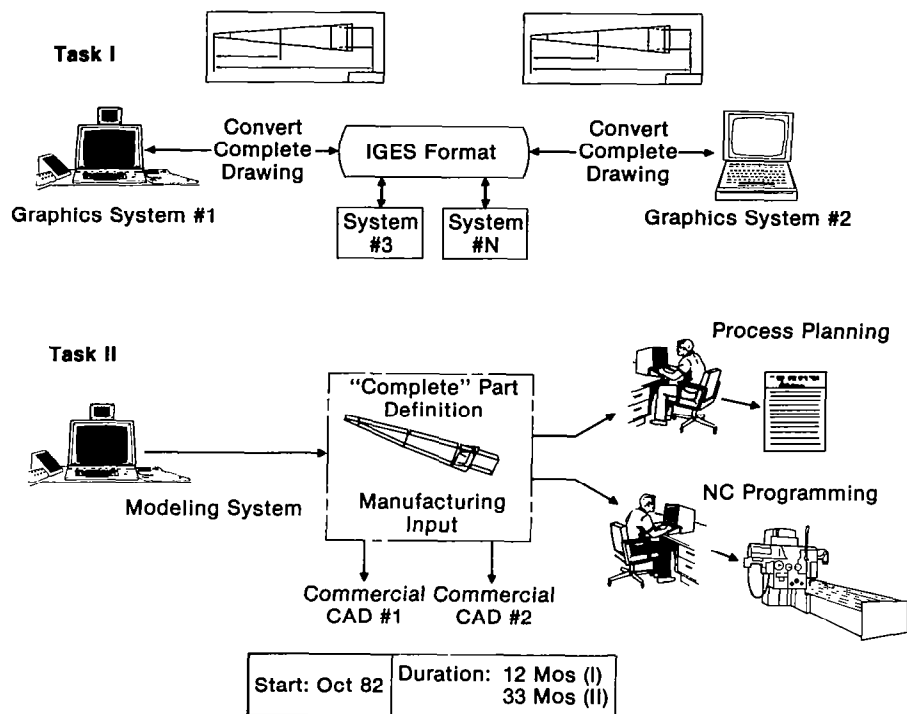 Task I
Convert
Complete
Drawing
IGES Format
Convert
Complete
Drawing
Graphics System #1
System
#3
System
#N
Graphics System #2
Task II
Process Planning
"Complete" Part
Definition
Modeling System
Manufacturing
Input
NC Programming
Commercial
CAD #1
Commercial
CAD #2
Start: Oct 82
Duration: 12 Mos (I)
33 Mos (II)